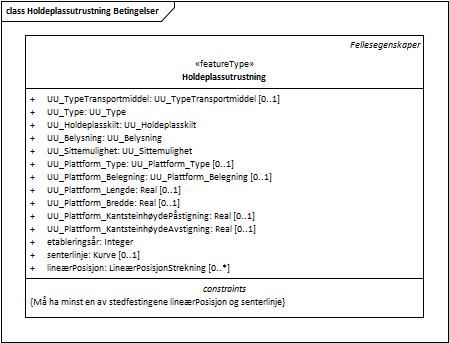 class Holdeplassutrustning Betingelser
Fellesegenskaper
«featureType»
Holdeplassutrustning
+ UU_TypeTransportmiddel: UU_TypeTransportmiddel [0..1]
+ UU_Type: UU_Type
+ UU_Holdeplasskilt: UU_Holdeplasskilt
+ UU_Belysning: UU_Belysning
+ UU_Sittemulighet: UU_Sittemulighet
+ UU_Plattform_Type: UU_Plattform_Type [0..1]
+ UU_Plattform_Belegning: UU_Plattform_Belegning [0..1]
+ UU_Plattform_Lengde: Real [0..1]
+ UU_Plattform_Bredde: Real [0..1]
+ UU_Plattform_KantsteinhøydePåstigning: Real [0..1]
+ UU_Plattform_KantsteinhøydeAvstigning: Real [0..1]
+ etableringsår: Integer
+ senterlinje: Kurve [0..1]
+ lineærPosisjon: LineærPosisjonStrekning [0..*]
constraints
{Må ha minst en av stedfestingene lineærPosisjon og senterlinje}